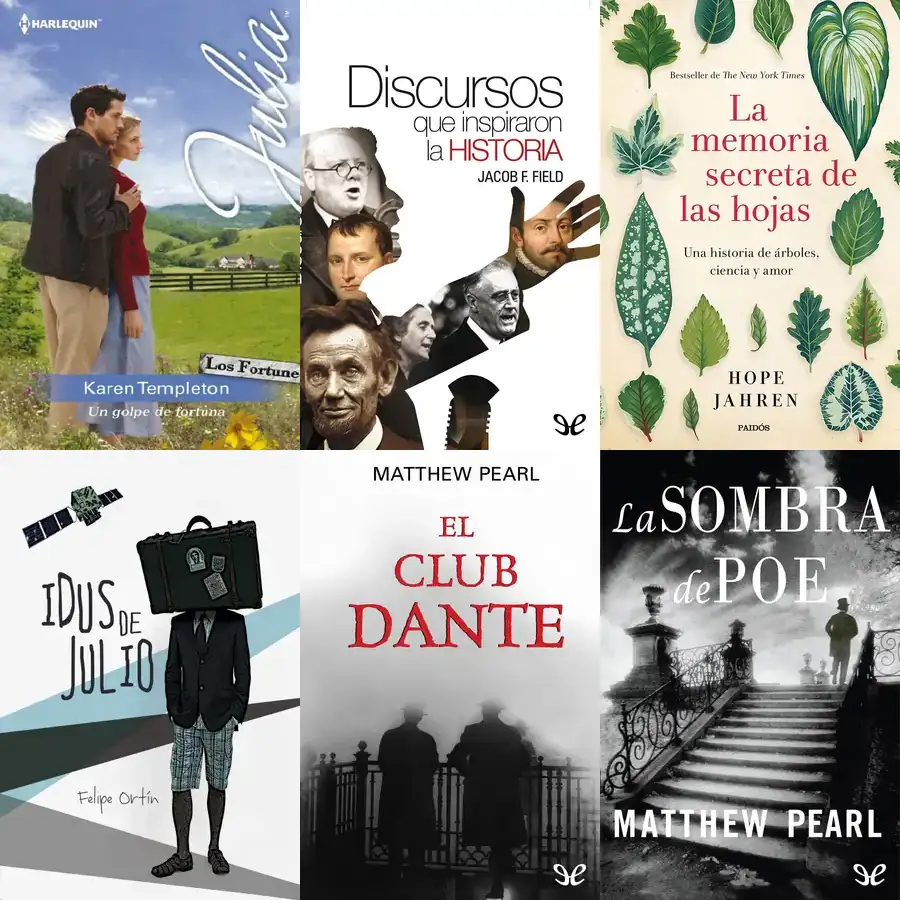 HARLEQUIN™
Julia™
Los Fortune
Karen Templeton
Un golpe de fortuna
Discursos
que inspiraron
la HISTORIA
JACOB F. FIELD
Bestseller de The New York Times
La
memoria
secreta de
las hojas
Una historia de árboles,
ciencia y amor
HOPE
JAHREN
PAIDÓS
IDUS DE
JULIO
Felipe Ortín
MATTHEW PEARL
EL
CLUB
DANTE
La SOMBRA
de POE
MATTHEW PEARL